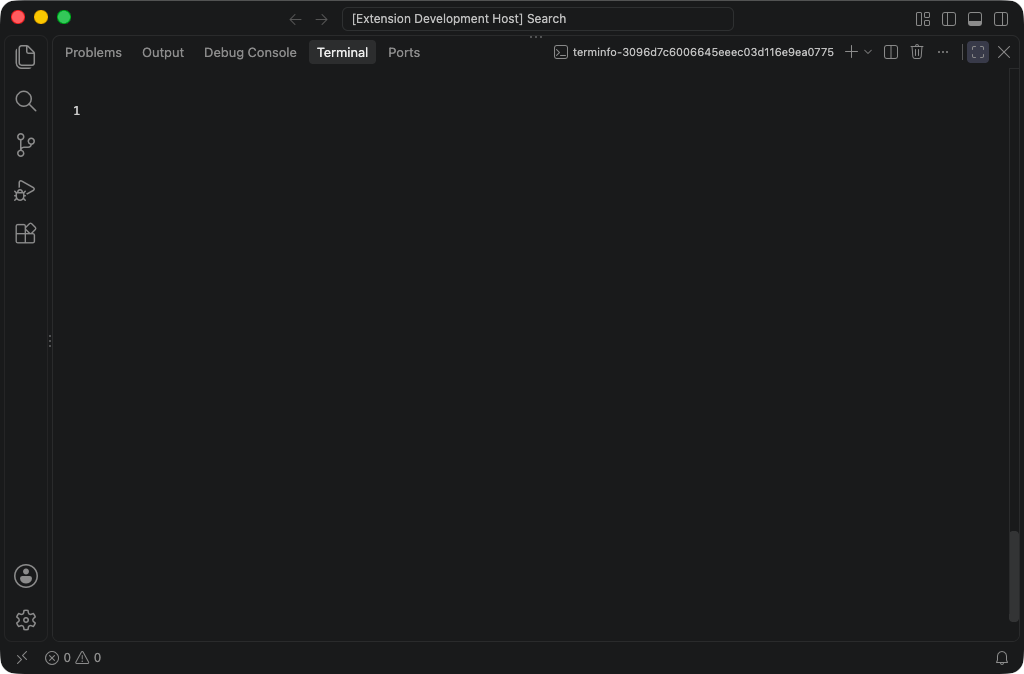 [Extension Development Host] Search
Problems Output Debug Console Terminal Ports terminfo-3096d7c6006645eeec03d116e9ea0775
1
0 0